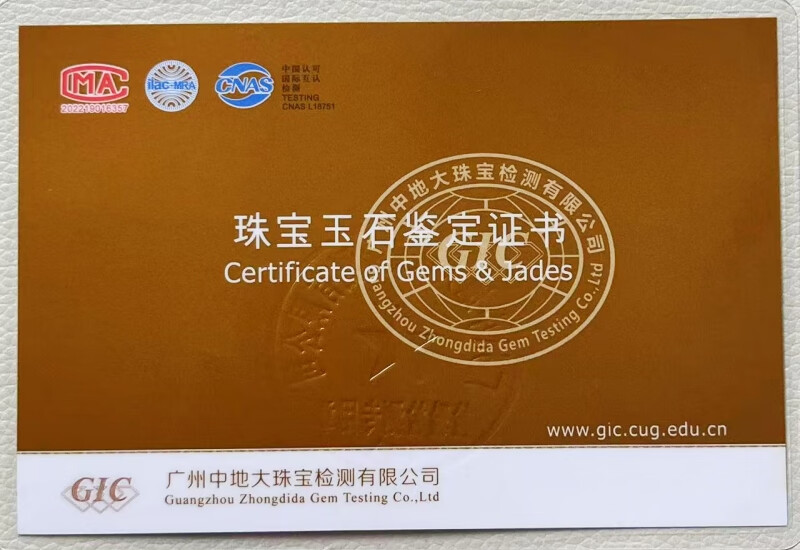 CMAC
202219016357
ilac-MRA
CNAS
中国认可
国际互认
检测
TESTING
CNAS L18751
广州中地大珠宝检测有限公司
GIC
Guangzhou Zhongdida Gem Testing Co.,Ltd
珠宝玉石鉴定证书
Certificate of Gems & Jades
www.gic.cug.edu.cn
GIC
广州中地大珠宝检测有限公司
Guangzhou Zhongdida Gem Testing Co.,Ltd